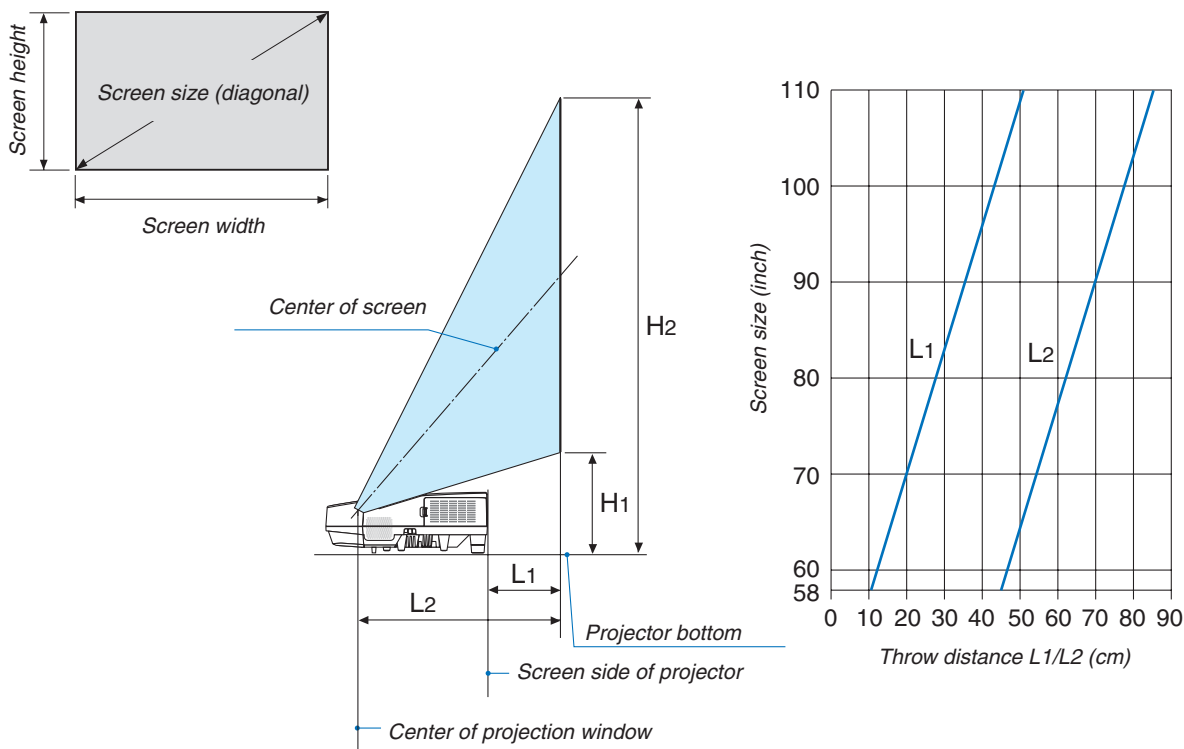 Screen height
Screen size (diagonal)
Screen width
Center of screen
H2
H1
L1
L2
Projector bottom
Screen side of projector
Center of projection window
Screen size (inch)
110
100
90
80
70
60
58
L1
L2
0 10 20 30 40 50 60 70 80 90
Throw distance L1/L2 (cm)